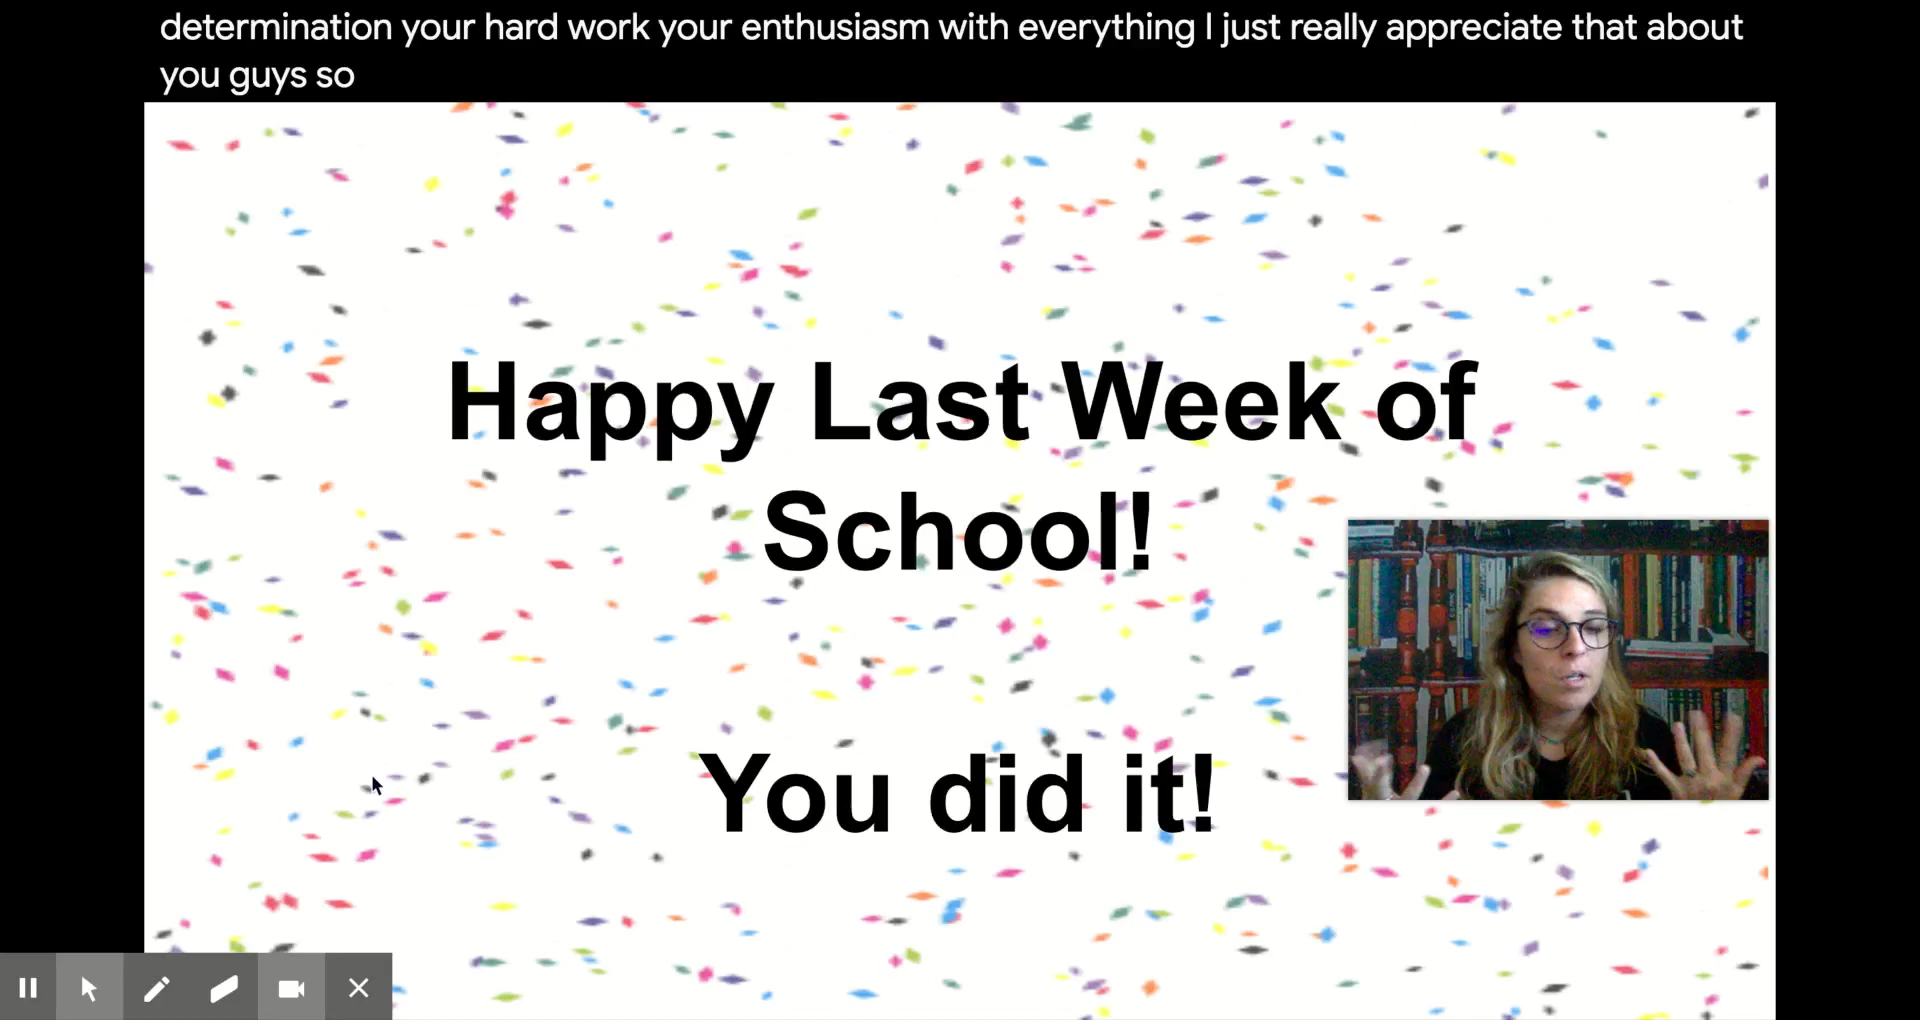 determination your hard work your enthusiasm with everything I just really appreciate that about
you guys so
Happy Last Week of
School!
You did it!